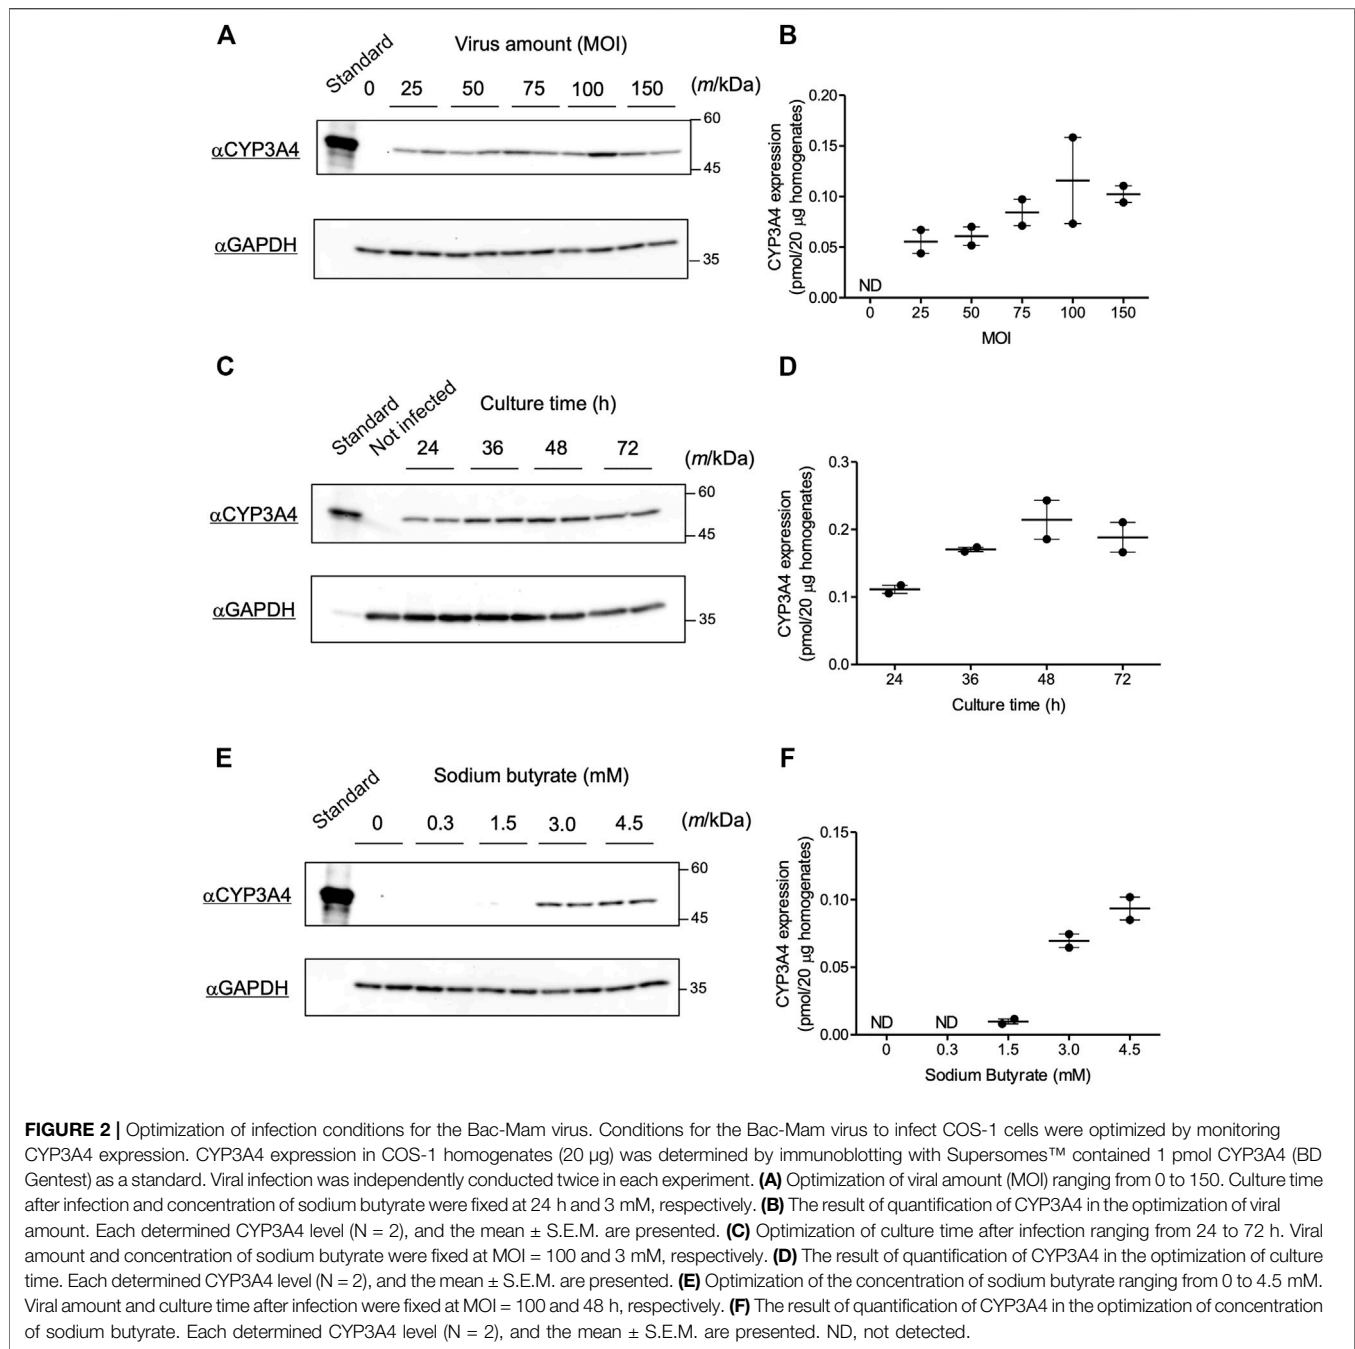 A
Standard
Virus amount (MOI)
0 25 50 75 100 150 (m/kDa)
αCYP3A4
60
45
αGAPDH
35
B
CYP3A4 expression
(pmol/20 µg homogenates)
0.20
0.15
0.10
0.05
0.00
ND
0 25 50 75 100 150
MOI
C
Standard
Not infected
Culture time (h)
24 36 48 72
(m/kDa)
αCYP3A4
60
45
αGAPDH
35
D
CYP3A4 expression
(pmol/20 µg homogenates)
0.3
0.2
0.1
0.0
24 36 48 72
Culture time (h)
E
Standard
Sodium butyrate (mM)
0 0.3 1.5 3.0 4.5 (m/kDa)
αCYP3A4
60
45
αGAPDH
35
F
CYP3A4 expression
(pmol/20 µg homogenates)
0.15
0.10
0.05
0.00
ND ND
0 0.3 1.5 3.0 4.5
Sodium Butyrate (mM)
FIGURE 2 | Optimization of infection conditions for the Bac-Mam virus. Conditions for the Bac-Mam virus to infect COS-1 cells were optimized by monitoring
CYP3A4 expression. CYP3A4 expression in COS-1 homogenates (20 µg) was determined by immunoblotting with Supersomes™ contained 1 pmol CYP3A4 (BD
Gentest) as a standard. Viral infection was independently conducted twice in each experiment. (A) Optimization of viral amount (MOI) ranging from 0 to 150. Culture time
after infection and concentration of sodium butyrate were fixed at 24 h and 3 mM, respectively. (B) The result of quantification of CYP3A4 in the optimization of viral
amount. Each determined CYP3A4 level (N = 2), and the mean ± S.E.M. are presented. (C) Optimization of culture time after infection ranging from 24 to 72 h. Viral
amount and concentration of sodium butyrate were fixed at MOI = 100 and 3 mM, respectively. (D) The result of quantification of CYP3A4 in the optimization of culture
time. Each determined CYP3A4 level (N = 2), and the mean ± S.E.M. are presented. (E) Optimization of the concentration of sodium butyrate ranging from 0 to 4.5 mM.
Viral amount and culture time after infection were fixed at MOI = 100 and 48 h, respectively. (F) The result of quantification of CYP3A4 in the optimization of concentration
of sodium butyrate. Each determined CYP3A4 level (N = 2), and the mean ± S.E.M. are presented. ND, not detected.